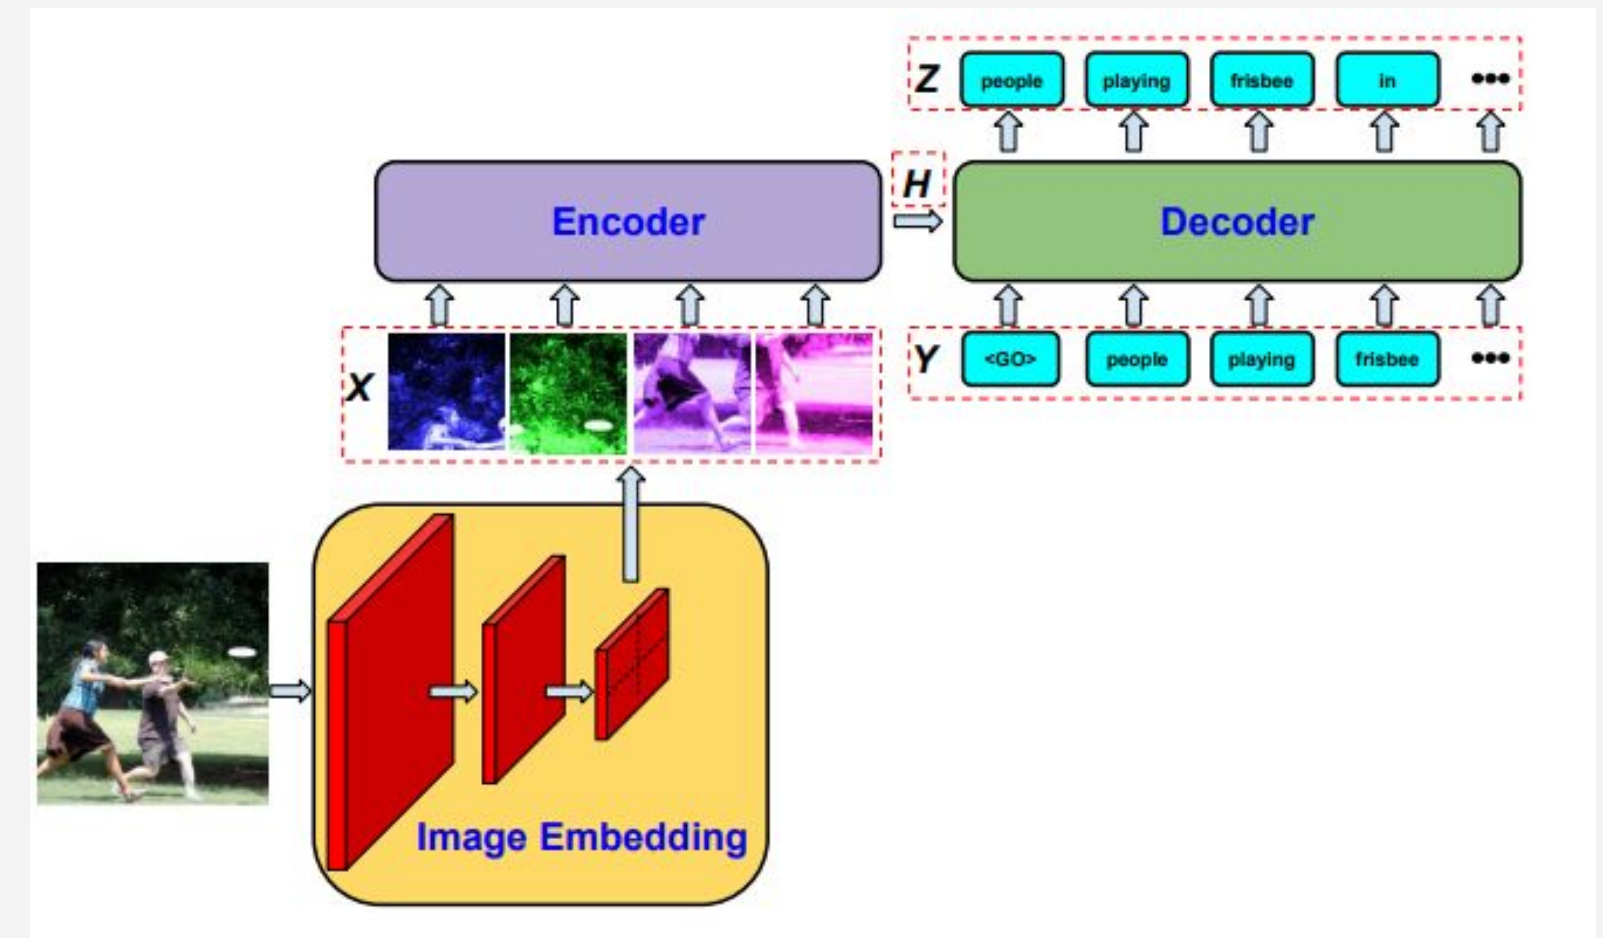 Z people playing frisbee in •••
H
Encoder
Decoder
X
Y <GO> people playing frisbee •••
Image Embedding